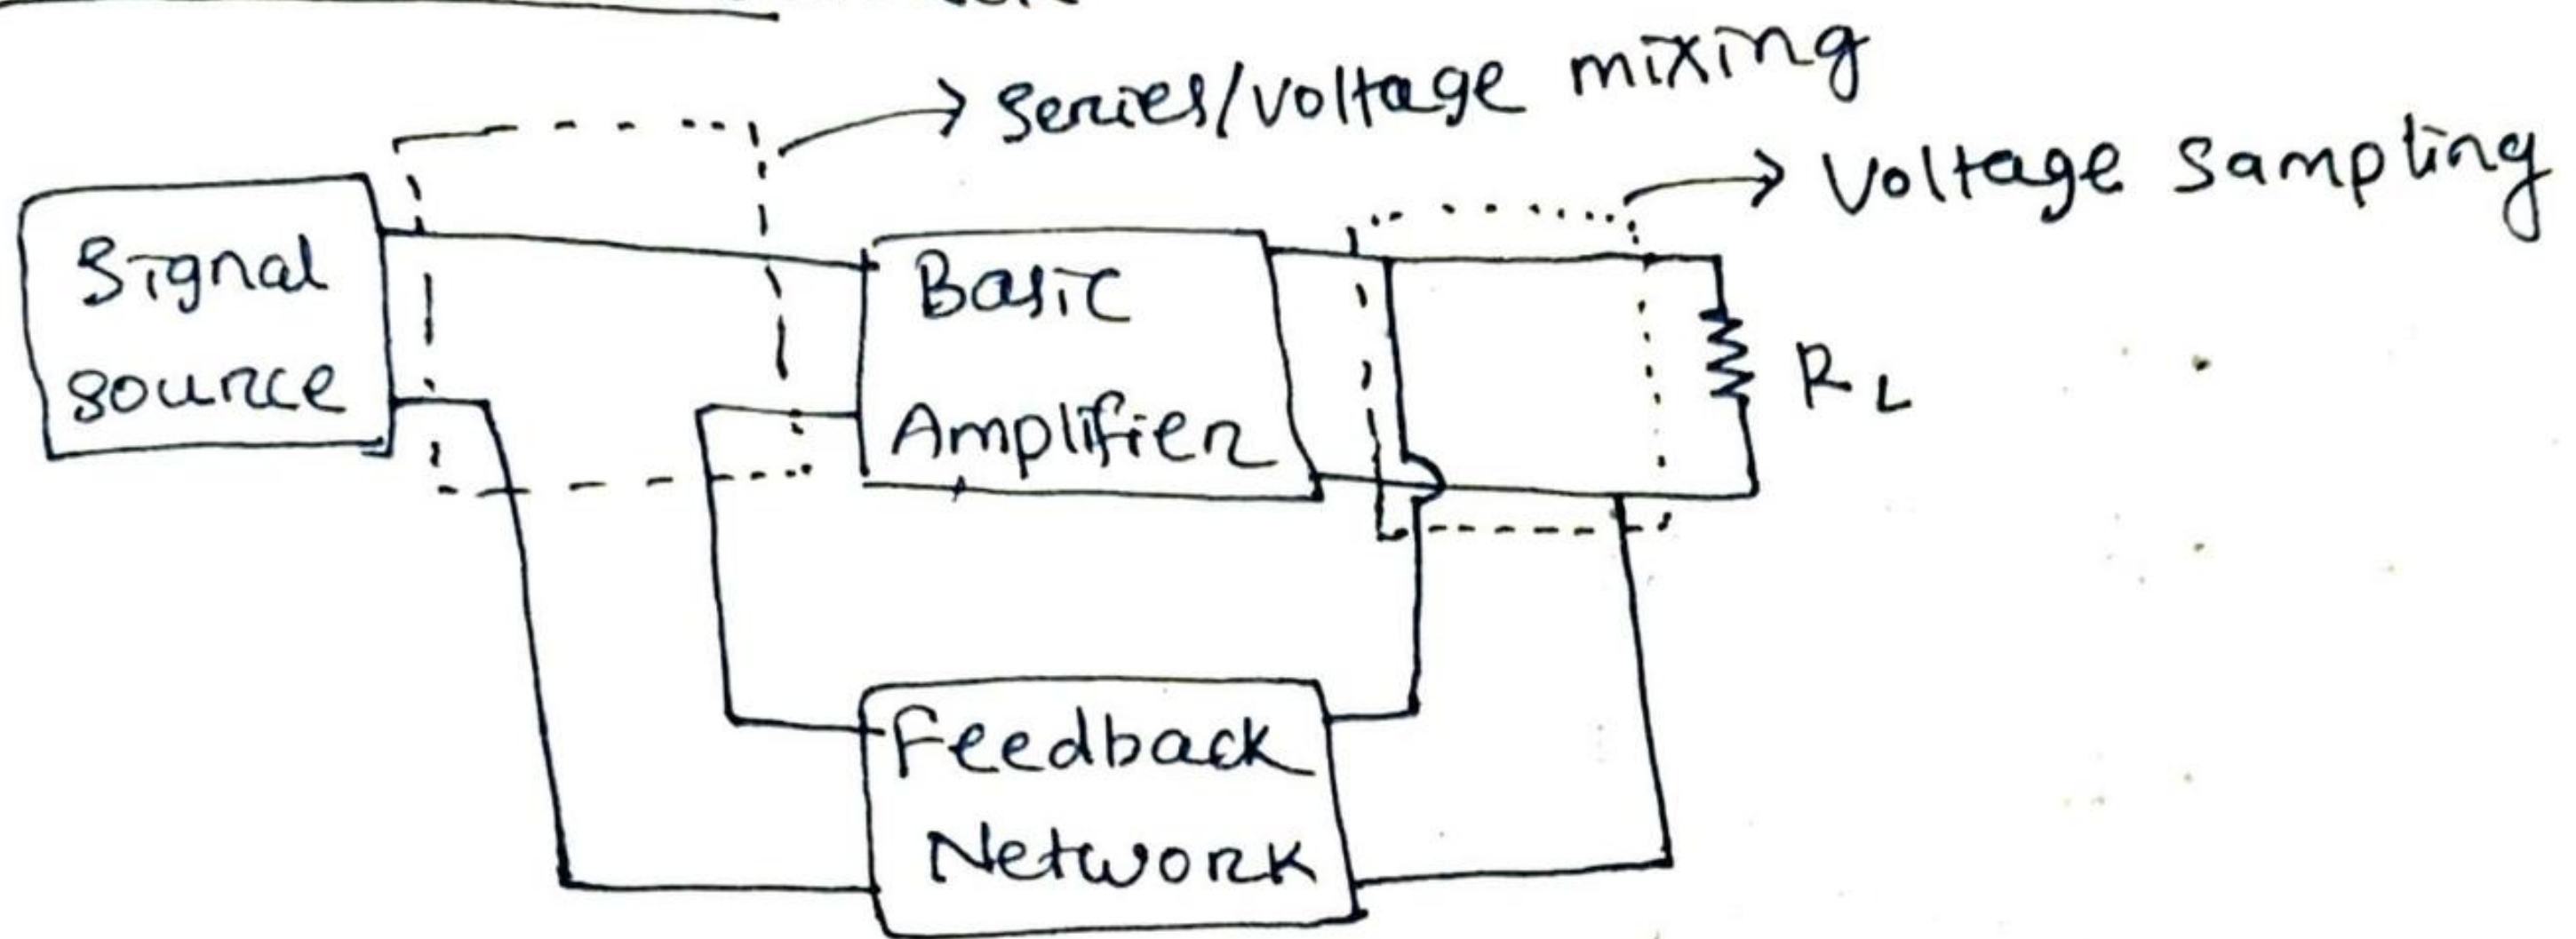 → Series/voltage mixing
→ Voltage Sampling
Signal
source
Basic
Amplifier
RL
Feedback
Network